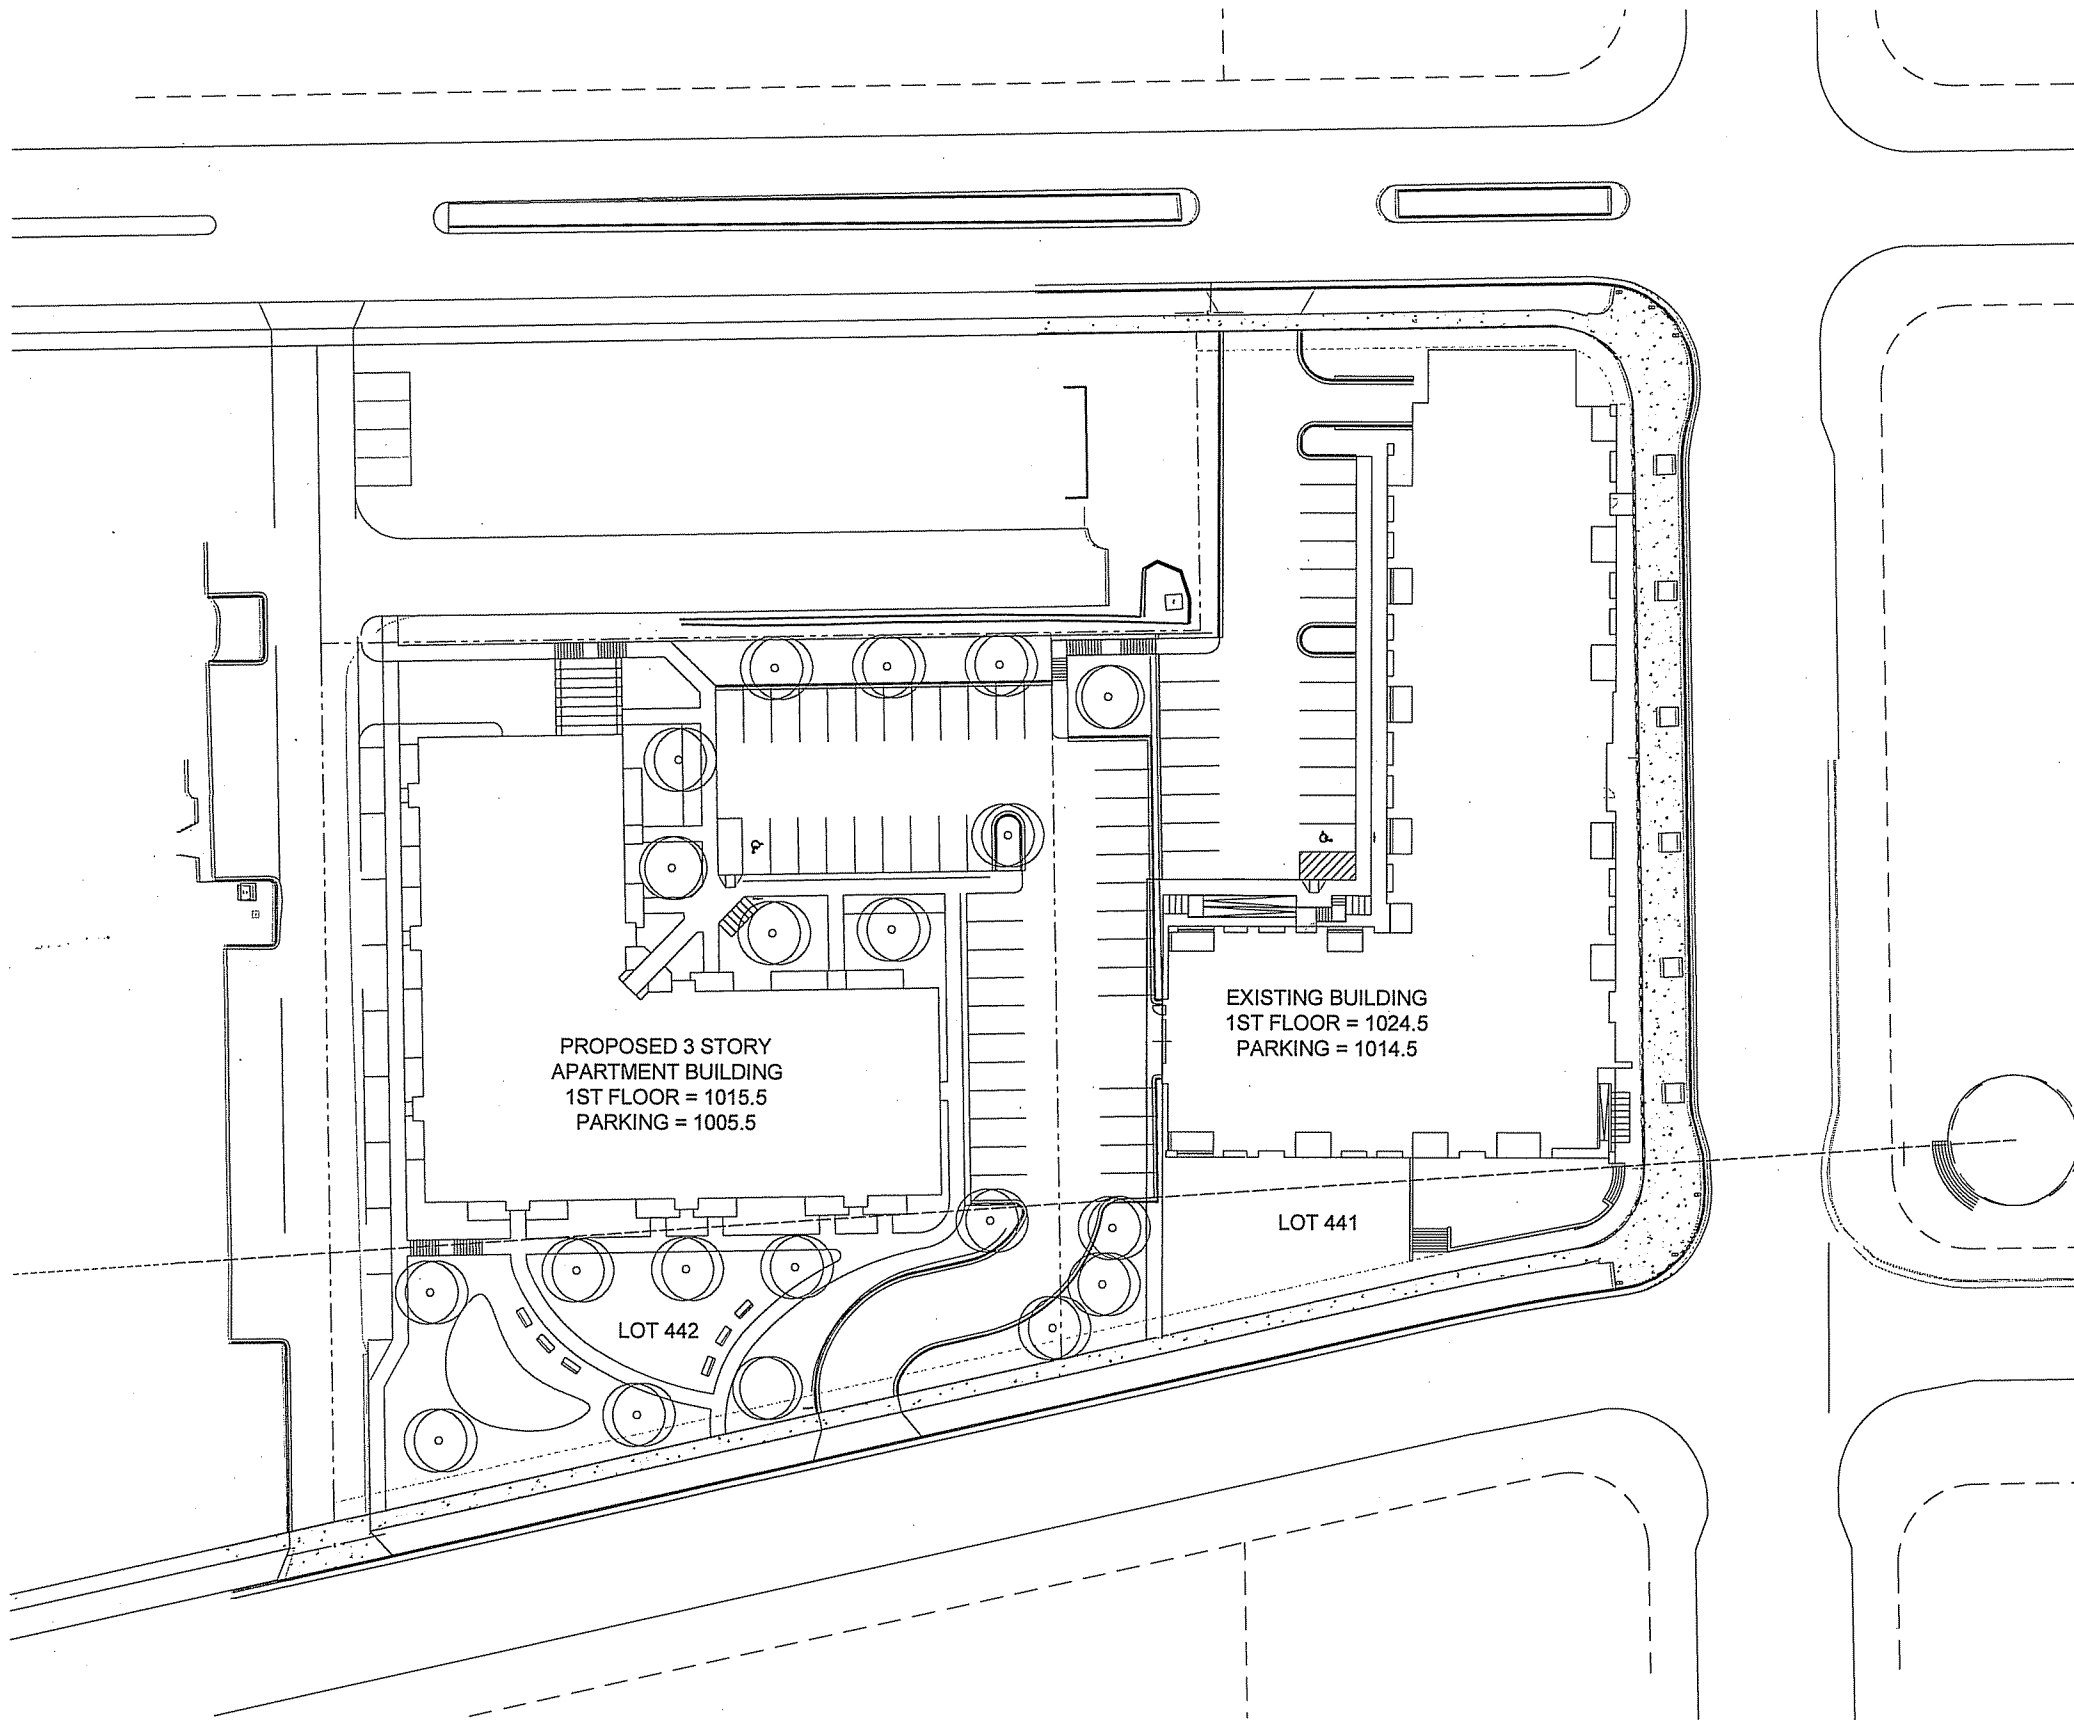 EXISTING BUILDING
1ST FLOOR = 1024.5
PARKING = 1014.5
PROPOSED 3 STORY
APARTMENT BUILDING
1ST FLOOR = 1015.5
PARKING = 1005.5
LOT 441
LOT 442